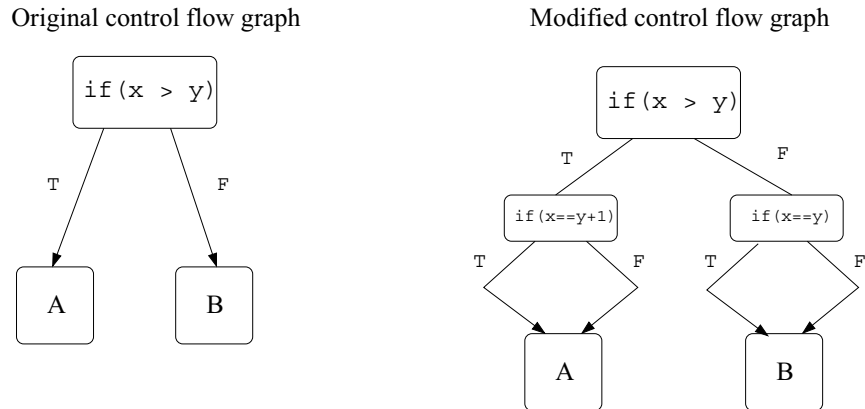 Original control flow graph
if(x > y)
T
F
A
B
Modified control flow graph
if(x > y)
T
F
if(x==y+1)
if(x==y)
T
F
T
F
A
B